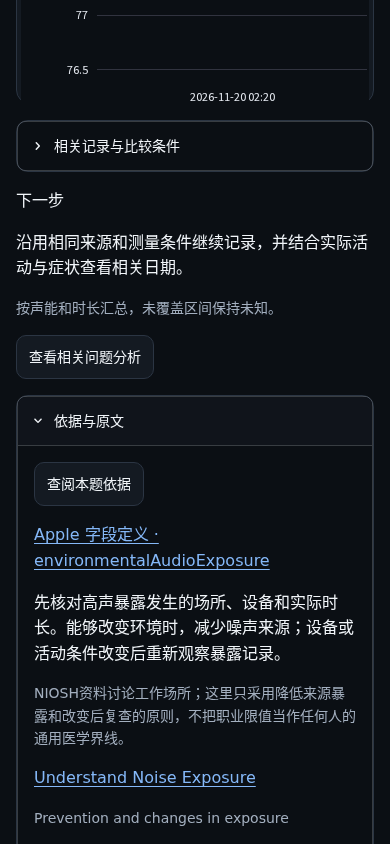 77
76.5
2026-11-20 02:20
相关记录与比较条件
下一步
沿用相同来源和测量条件继续记录，并结合实际活
动与症状查看相关日期。
按声能和时长汇总，未覆盖区间保持未知。
查看相关问题分析
依据与原文
查阅本题依据
Apple 字段定义 ·
environmentalAudioExposure
先核对高声暴露发生的场所、设备和实际时
长。能够改变环境时，减少噪声来源；设备或
活动条件改变后重新观察暴露记录。
NIOSH资料讨论工作场所；这里只采用降低来源暴
露和改变后复查的原则，不把职业限值当作任何人的
通用医学界线。
Understand Noise Exposure
Prevention and changes in exposure